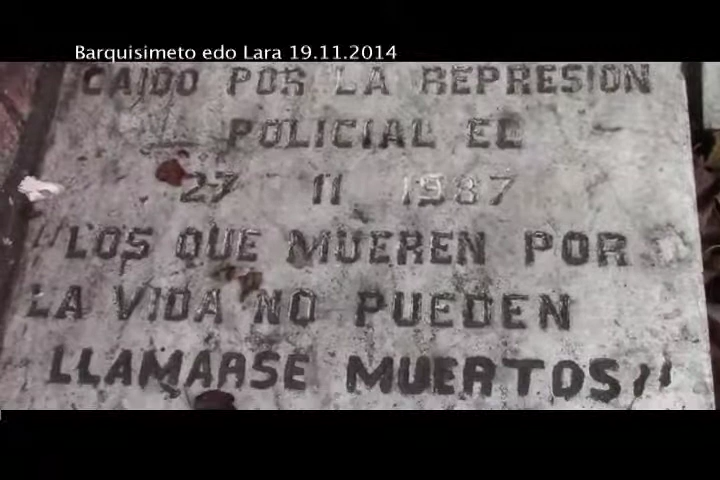 Barquisimeto edo Lara 19.11.2014
CAIDO POR LA REPRESION
POLICIAL EL
27 11 1987
"LOS QUE MUEREN POR
LA VIDA NO PUEDEN
LLAMARSE MUERTOS"